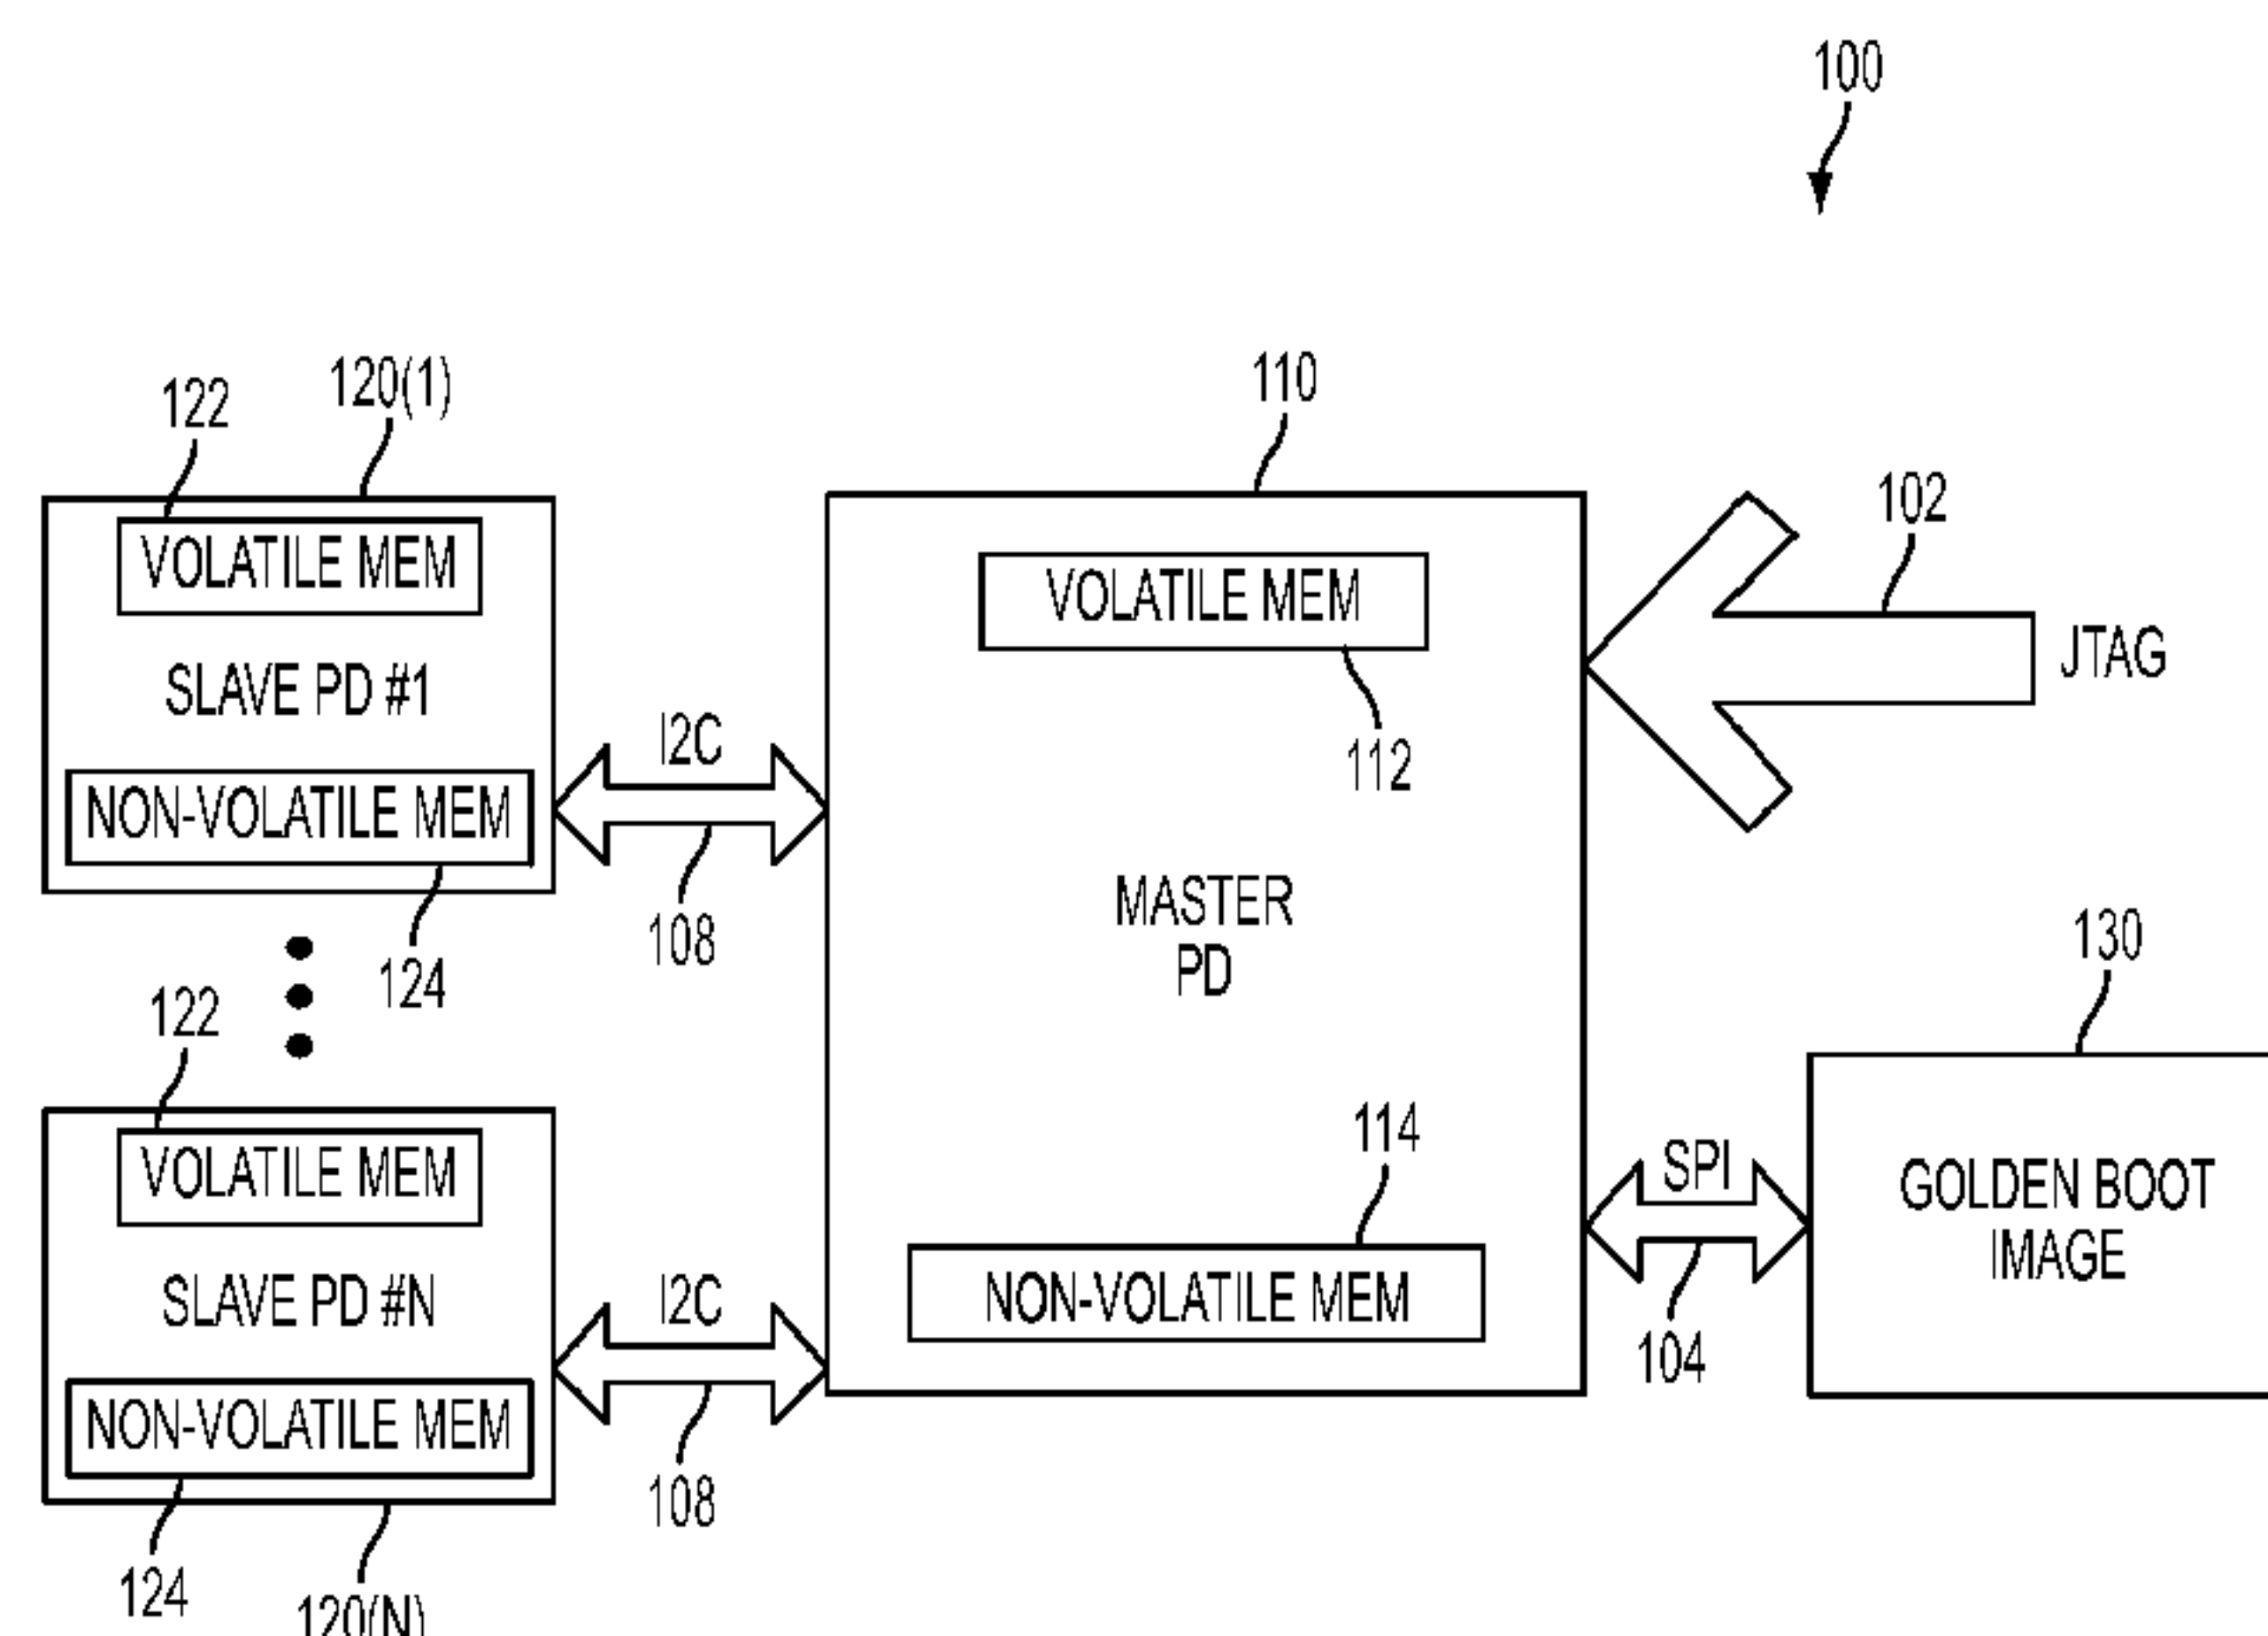 100
120(1)
122
110
102
VOLATILE MEM
VOLATILE MEM
JTAG
SLAVE PD #1
I2C
112
NON-VOLATILE MEM
MASTER
PD
108
130
124
122
114
VOLATILE MEM
SPI
GOLDEN BOOT
IMAGE
SLAVE PD #N
I2C
NON-VOLATILE MEM
104
NON-VOLATILE MEM
108
124
120(N)